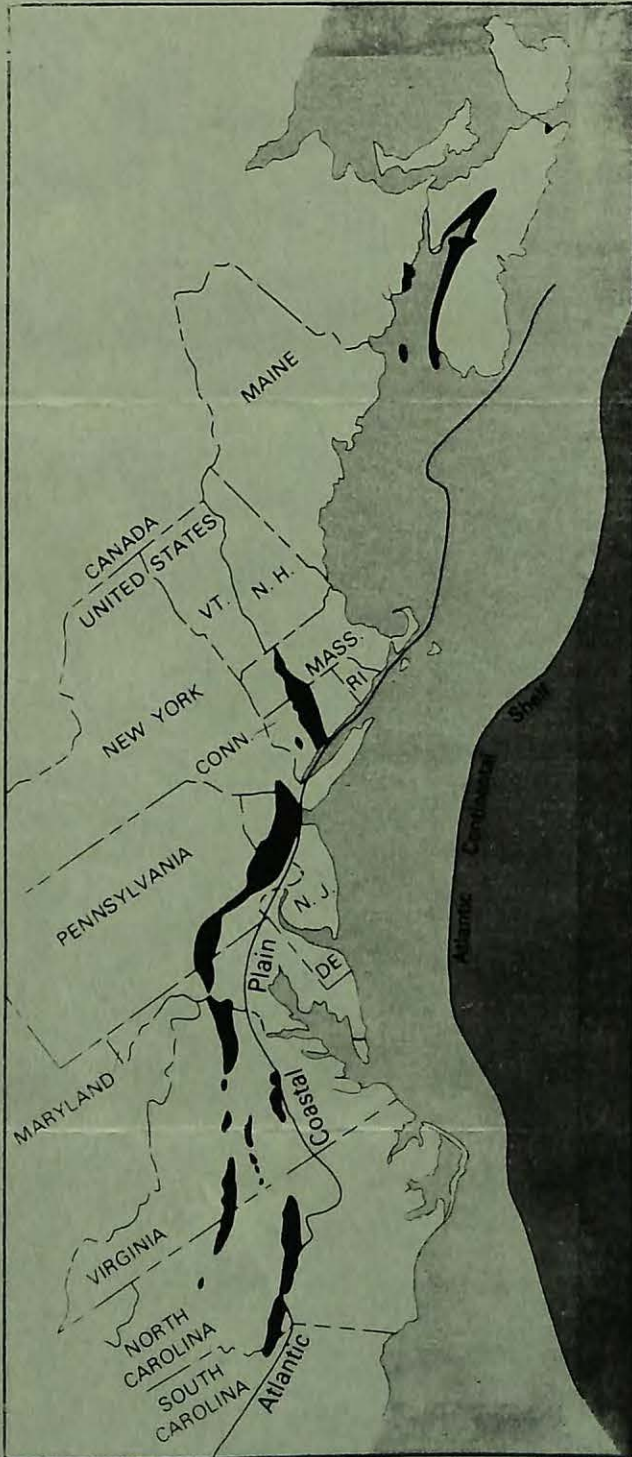 MAINE
CANADA
UNITED STATES
VT.
N. H.
MASS.
RI
NEW YORK
CONN.
PENNSYLVANIA
N. J.
DE
MARYLAND
VIRGINIA
NORTH
CAROLINA
SOUTH
CAROLINA
Atlantic Coastal Plain
Atlantic Continental Shelf